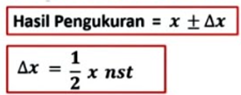 Hasil Pengukuran = x ± Δx
Δx = 1/2 x nst